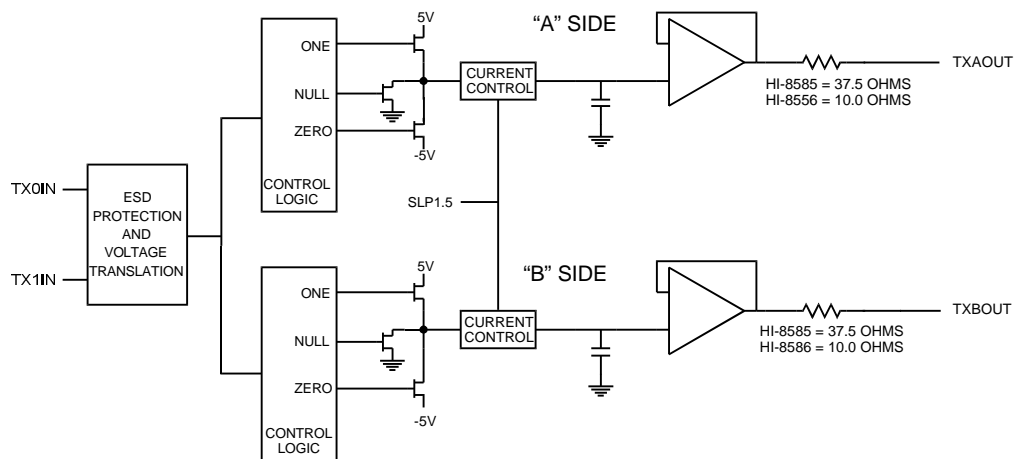 5V
"A" SIDE
ONE
CURRENT
CONTROL
TXAOUT
HI-8585 = 37.5 OHMS
HI-8556 = 10.0 OHMS
NULL
ZERO
-5V
CONTROL
LOGIC
TX0IN
TX1IN
ESD
PROTECTION
AND
VOLTAGE
TRANSLATION
SLP1.5
5V
"B" SIDE
ONE
CURRENT
CONTROL
TXBOUT
HI-8585 = 37.5 OHMS
HI-8586 = 10.0 OHMS
NULL
ZERO
-5V
CONTROL
LOGIC